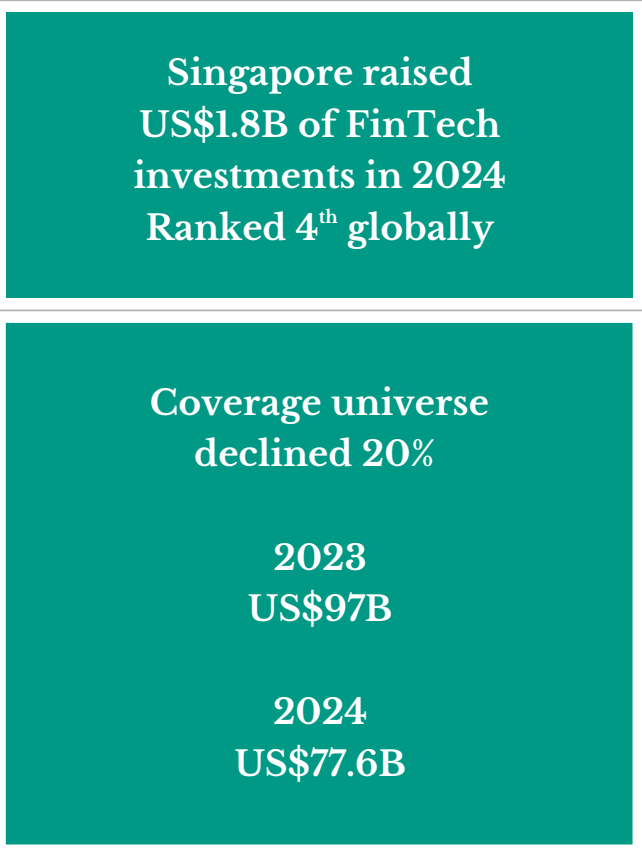 Singapore raised
US$1.8B of FinTech
investments in 2024
Ranked 4th globally
Coverage universe
declined 20%
2023
US$97B
2024
US$77.6B